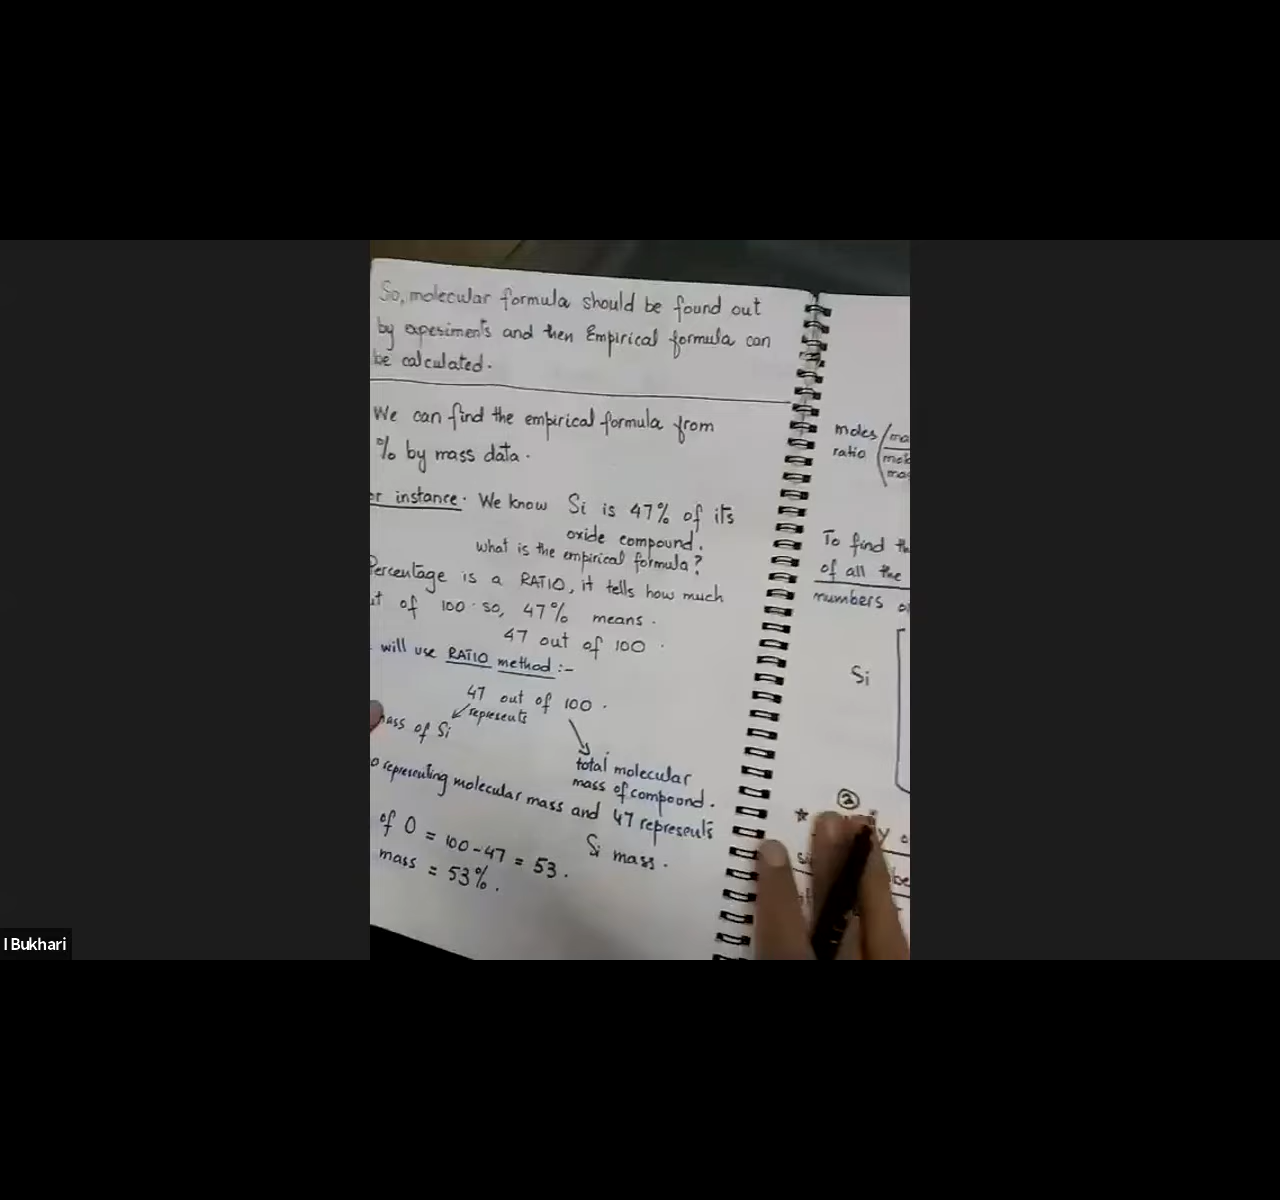 So, molecular formula should be found out
by experiments and then Empirical formula can
be calculated.
We can find the empirical formula from
% by mass data.
or instance. We know Si is 47% of its
oxide compound.
what is the empirical formula?
Percentage is a RATIO, it tells how much
of 100. so, 47% means.
47 out of 100.
will use RATIO method :-
47 out of 100.
represents
mass of Si
total molecular
mass of compound.
representing molecular mass and 47 represents
Si mass.
of O = 100-47 = 53.
mass = 53%.
moles
ratio
To find th
of all the
numbers
Si
2
I Bukhari